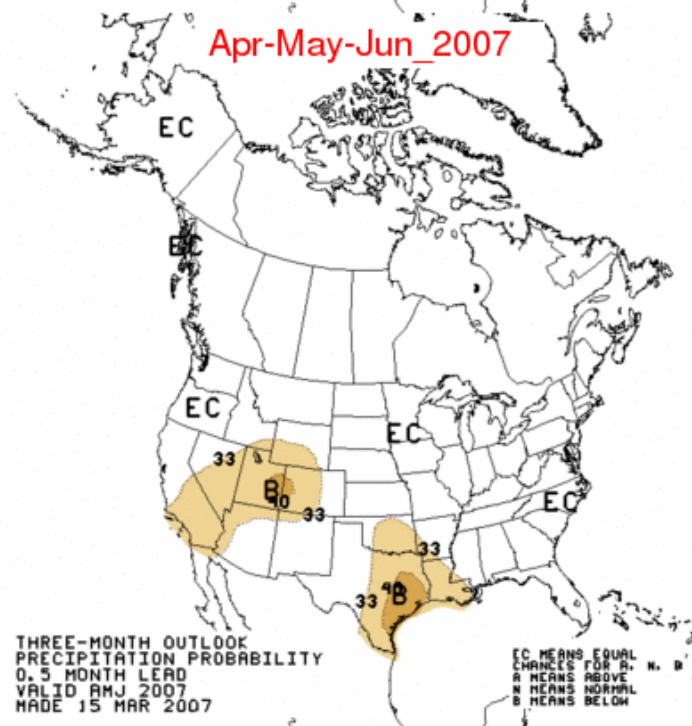 Apr-May-Jun_2007
EC
EC
EC
EC
33
B
40
33
EC
33
40
B
33
THREE-MONTH OUTLOOK
PRECIPITATION PROBABILITY
0.5 MONTH LEAD
VALID AMJ 2007
MADE 15 MAR 2007
EC MEANS EQUAL
CHANCES FOR A, N, B
A MEANS ABOVE
N MEANS NORMAL
B MEANS BELOW